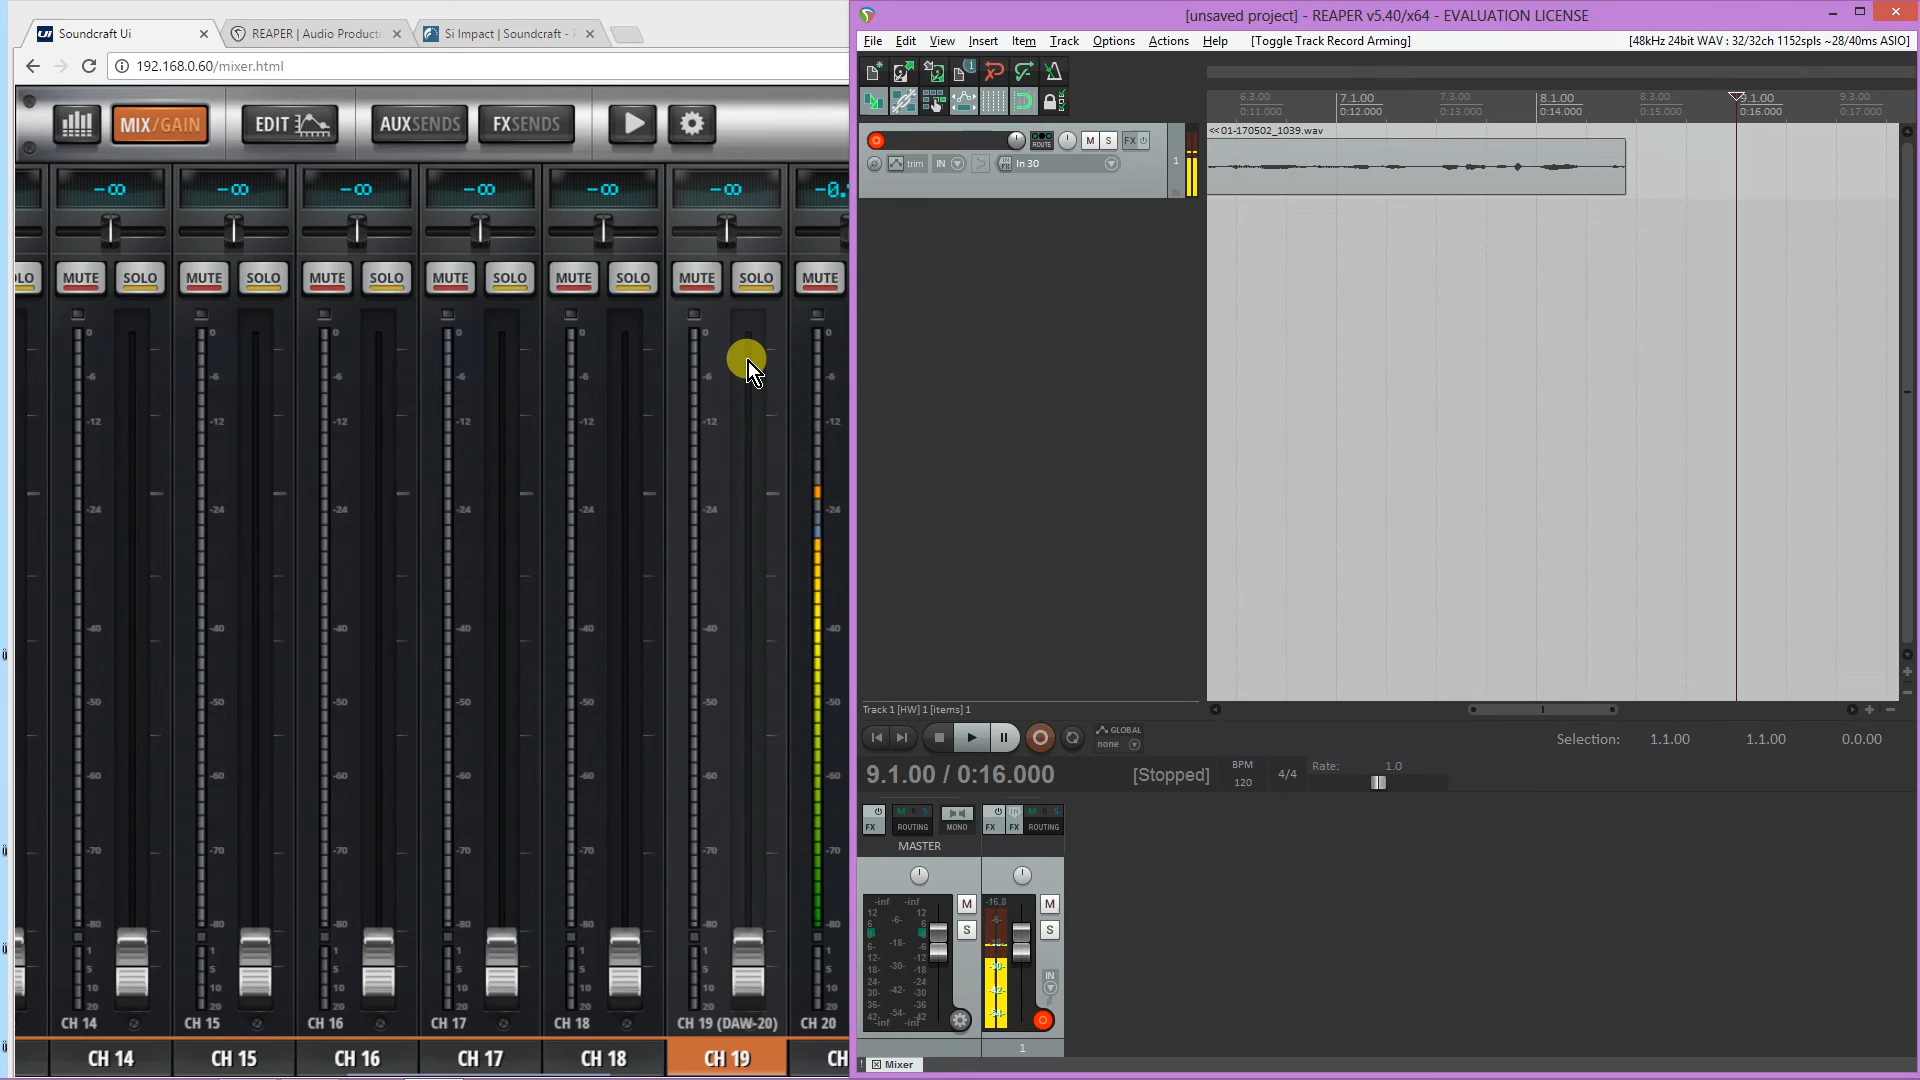 Soundcraft Ui
REAPER | Audio Producti
Si Impact | Soundcraft -
192.168.0.60/mixer.html
MIX/GAIN
EDIT
AUXSENDS
FXSENDS
-∞ -∞ -∞ -∞ -∞ -∞ -0.
LO MUTE SOLO MUTE SOLO MUTE SOLO MUTE SOLO MUTE SOLO MUTE SOLO MUTE
0 0 0 0 0 0 0
-6 -6 -6 -6 -6 -6 -6
-12 -12 -12 -12 -12 -12 -12
-24 -24 -24 -24 -24 -24 -24
-40 -40 -40 -40 -40 -40 -40
-50 -50 -50 -50 -50 -50 -50
-60 -60 -60 -60 -60 -60 -60
-70 -70 -70 -70 -70 -70 -70
-80 -80 -80 -80 -80 -80 -80
1 1 1 1 1 1 1
5 5 5 5 5 5 5
10 10 10 10 10 10 10
20 20 20 20 20 20 20
CH 14 CH 15 CH 16 CH 17 CH 18 CH 19 (DAW-20) CH 20
CH 14 CH 15 CH 16 CH 17 CH 18 CH 19 CH
[unsaved project] - REAPER v5.40/x64 - EVALUATION LICENSE
File Edit View Insert Item Track Options Actions Help [Toggle Track Record Arming] [48kHz 24bit WAV : 32/32ch 1152spls ~28/40ms ASIO]
6.3.00 7.1.00 7.3.00 8.1.00 8.3.00 9.1.00 9.3.00
0:11.000 0:12.000 0:13.000 0:14.000 0:15.000 0:16.000 0:17.000
<<01-170502_1039.wav
ROUTE M S FX
trim IN FX In 30
1
Track 1 [HW] 1 [items] 1
GLOBAL
none
Selection: 1.1.00 1.1.00 0.0.00
9.1.00 / 0:16.000 [Stopped]
BPM
120
4/4
Rate: 1.0
FX M R S ROUTING MONO
FX IN FX M R S ROUTING
MASTER
-inf -inf
12 -6- 12
6 6
0 0
6- -18- -6
12- -12
18- -30- -18
24- -24
30- -42- -30
36- -36
42- -54- -42
-inf -inf
M
S
-16.8
-6-
-18-
-30-
-42-
-54-
M
S
IN
1
Mixer